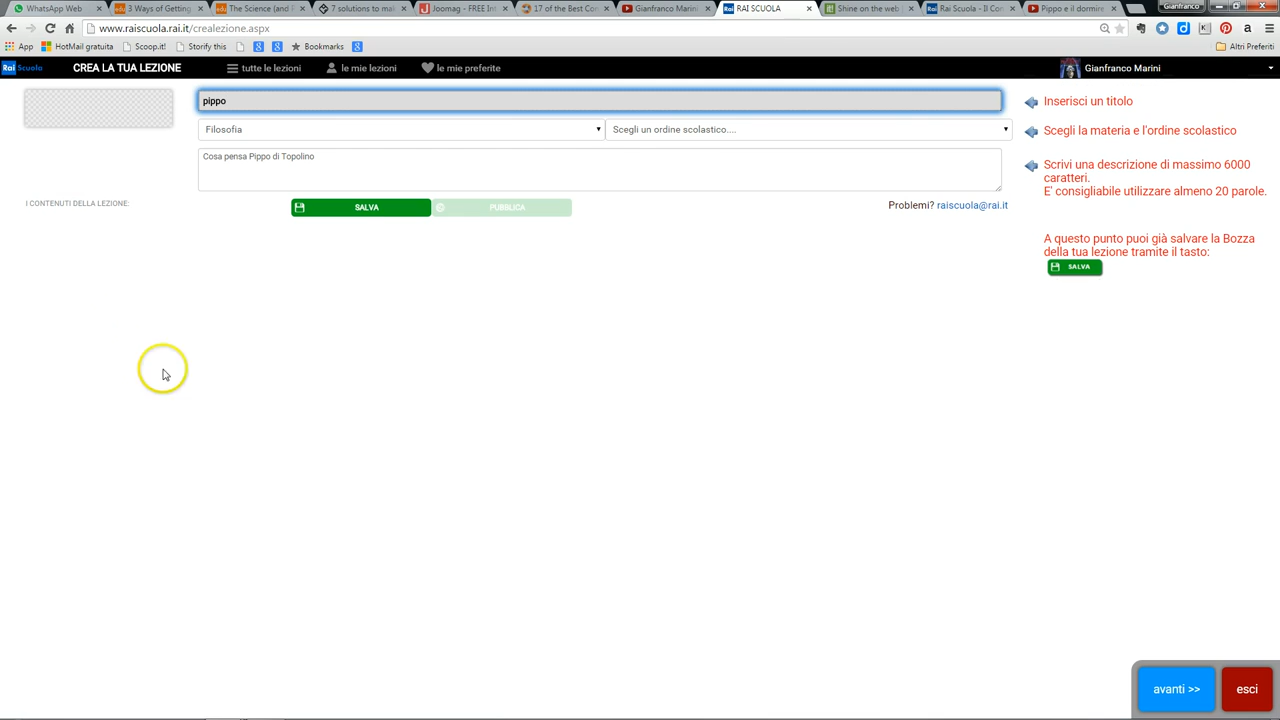 WhatsApp Web
3 Ways of Getting
The Science (and
7 solutions to ma
Joomag - FREE Int
17 of the Best Con
Gianfranco Marini
RAI SCUOLA
Shine on the web
Rai Scuola - Il Con
Pippo e il dormire
Gianfranco
www.raiscuola.rai.it/crealezione.aspx
App
HotMail gratuita
Scoop.it!
Storify this
Bookmarks
Altri Preferiti
Rai Scuola
CREA LA TUA LEZIONE
tutte le lezioni
le mie lezioni
le mie preferite
Gianfranco Marini
pippo
Inserisci un titolo
Filosofia
Scegli un ordine scolastico....
Scegli la materia e l'ordine scolastico
Cosa pensa Pippo di Topolino
Scrivi una descrizione di massimo 6000
caratteri.
E' consigliabile utilizzare almeno 20 parole.
I CONTENUTI DELLA LEZIONE:
SALVA
PUBBLICA
Problemi? raiscuola@rai.it
A questo punto puoi già salvare la Bozza
della tua lezione tramite il tasto:
SALVA
avanti >>
esci